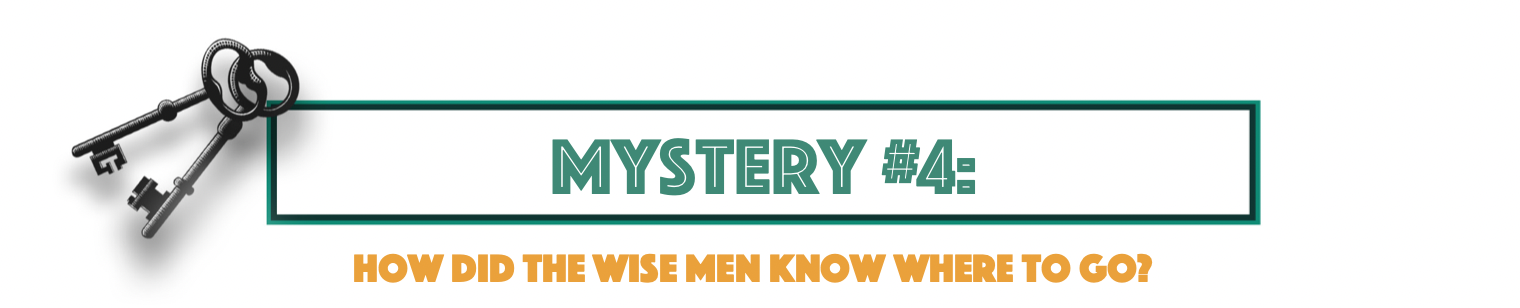 MYSTERY #4:
HOW DID THE WISE MEN KNOW WHERE TO GO?